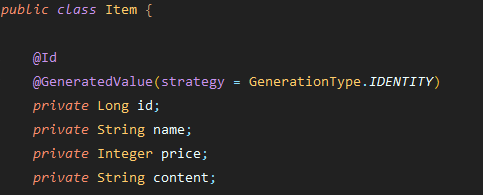 public class Item {
@Id
@GeneratedValue(strategy = GenerationType.IDENTITY)
private Long id;
private String name;
private Integer price;
private String content;